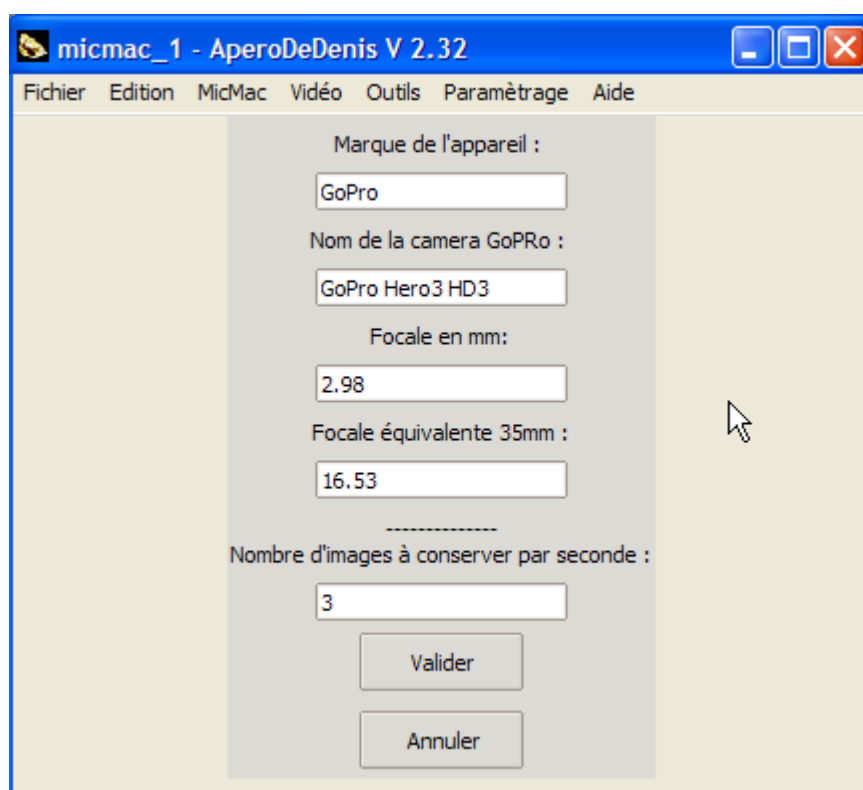 micmac_1 - AperoDeDenis V 2.32
Fichier Edition MicMac Vidéo Outils Paramètrage Aide
Marque de l'appareil :
GoPro
Nom de la camera GoPRo :
GoPro Hero3 HD3
Focale en mm:
2.98
Focale équivalente 35mm :
16.53
--------------
Nombre d'images à conserver par seconde :
3
Valider
Annuler